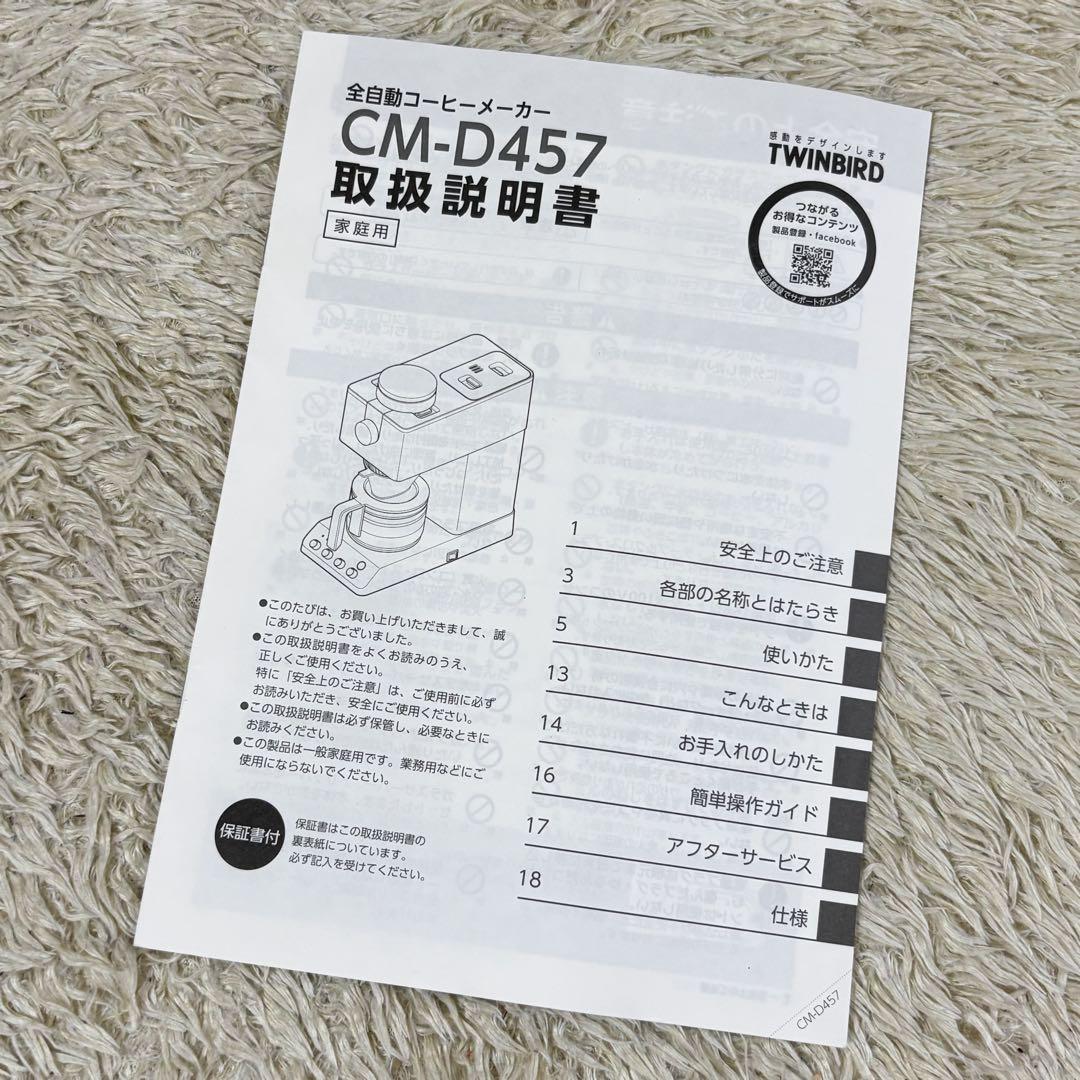 全自動コーヒーメーカー
CM-D457
取扱説明書
家庭用
感動をデザインします
TWINBIRD
つながる
お得なコンテンツ
製品登録・facebook
製品登録でサポートがスムーズに
1 安全上のご注意
3 各部の名称とはたらき
5 使いかた
13 こんなときは
14 お手入れのしかた
16 簡単操作ガイド
17 アフターサービス
18 仕様
●このたびは、お買い上げいただきまして、誠
にありがとうございました。
●この取扱説明書をよくお読みのうえ、
正しくご使用ください。
特に「安全上のご注意」は、ご使用前に必ず
お読みいただき、安全にご使用ください。
●この取扱説明書は必ず保管し、必要なときに
お読みください。
●この製品は一般家庭用です。業務用などにご
使用にならないでください。
保証書付
保証書はこの取扱説明書の
裏表紙についています。
必ず記入を受けてください。
CM-D457